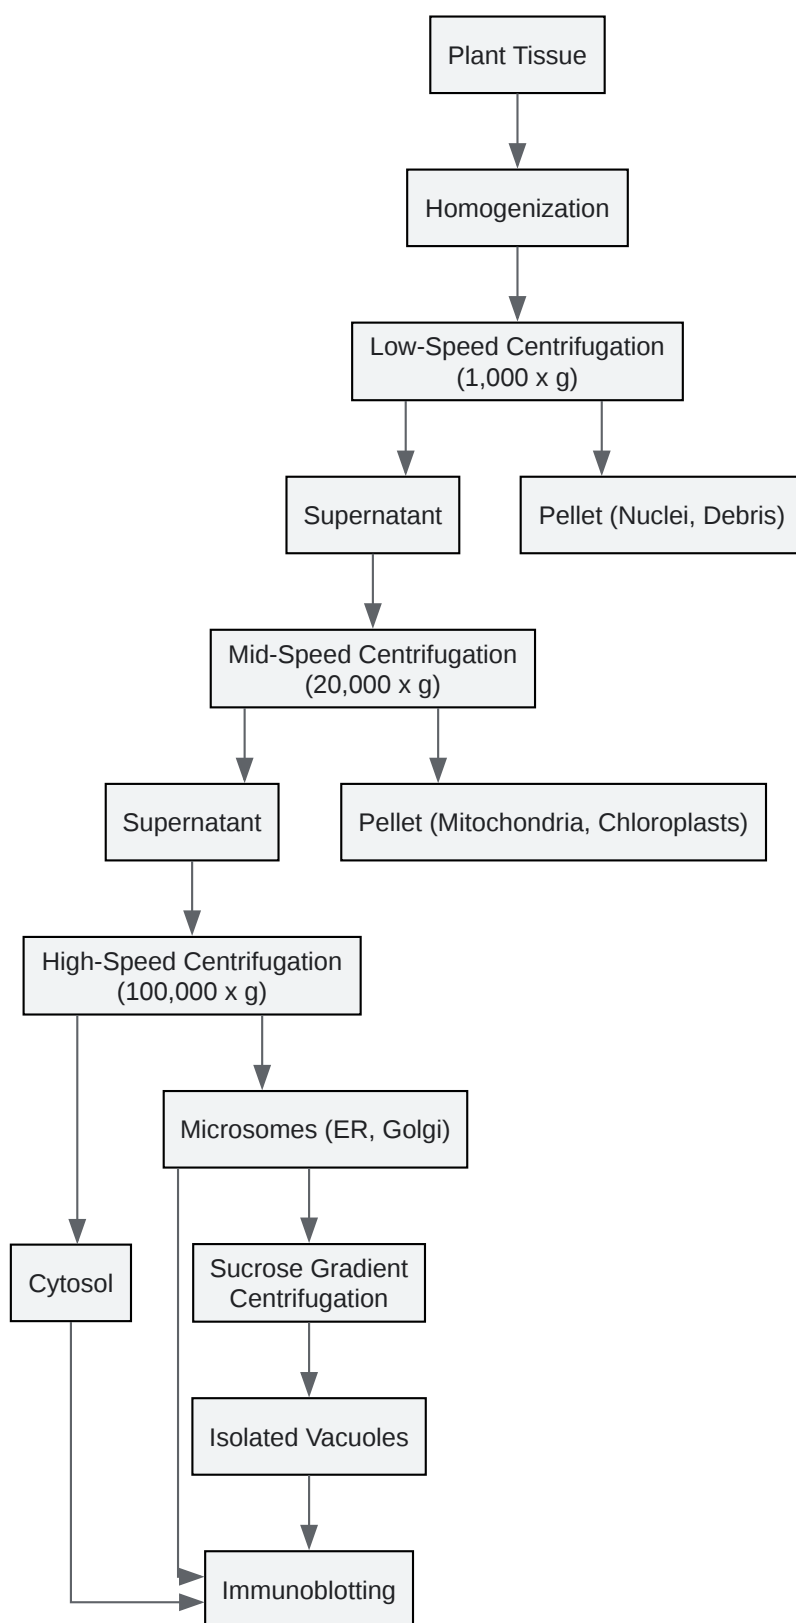 Plant Tissue
Homogenization
Low-Speed Centrifugation
(1,000 x g)
Supernatant
Pellet (Nuclei, Debris)
Mid-Speed Centrifugation
(20,000 x g)
Supernatant
Pellet (Mitochondria, Chloroplasts)
High-Speed Centrifugation
(100,000 x g)
Microsomes (ER, Golgi)
Cytosol
Sucrose Gradient
Centrifugation
Isolated Vacuoles
Immunoblotting